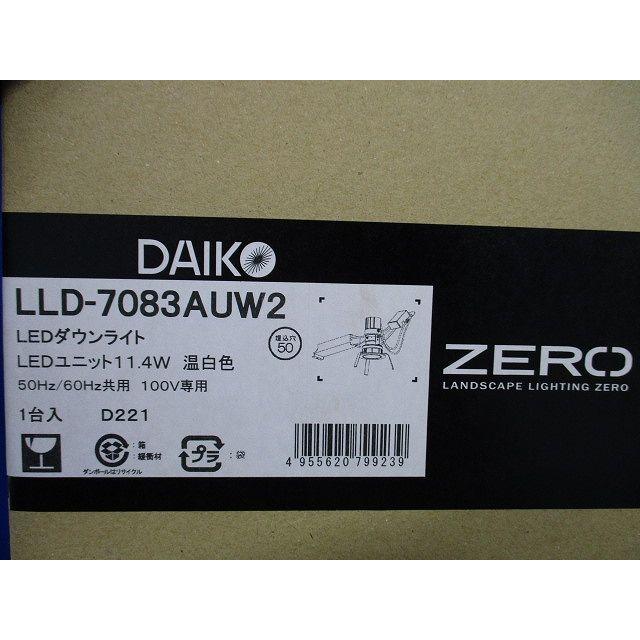 DAIKO
LLD-7083AUW2
LEDダウンライト
LEDユニット11.4W 温白色
50Hz/60Hz共用 100V専用
1台入 D221
埋込穴
50
ZERO
LANDSCAPE LIGHTING ZERO
:箱
:緩衝材
ダンボールはリサイクル
プラ
:袋
4 955620 799239